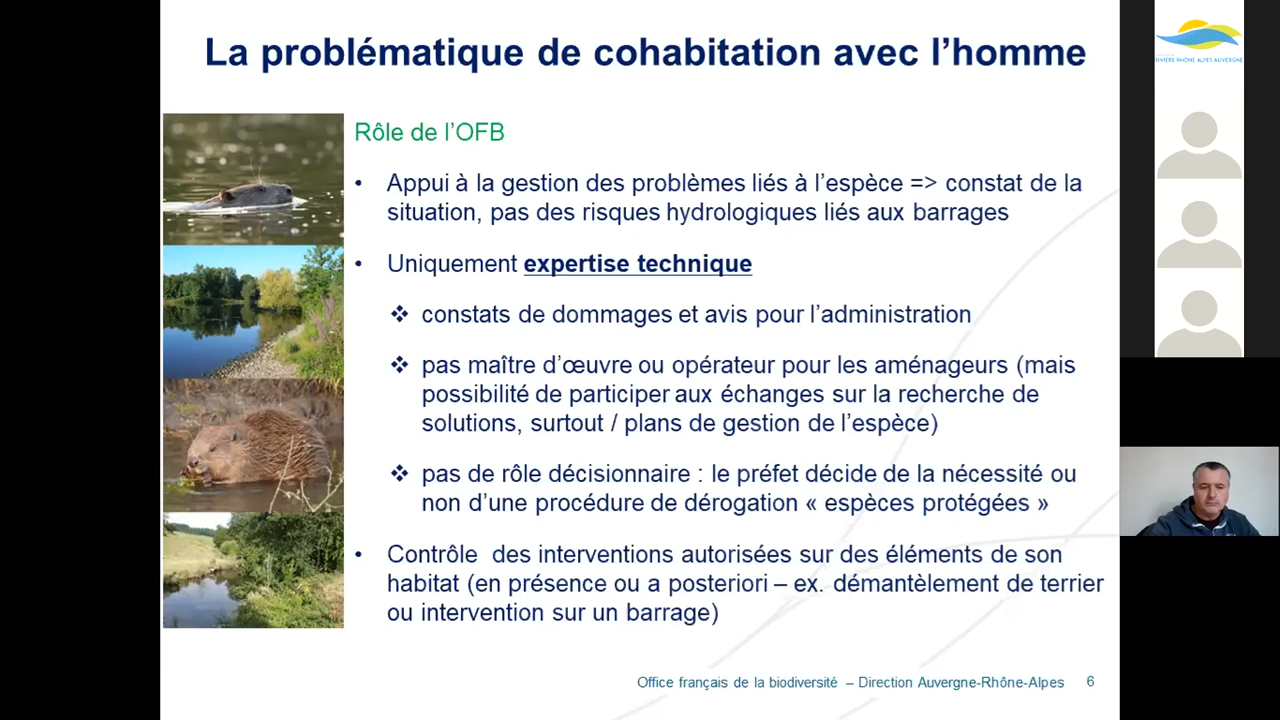 La problématique de cohabitation avec l’homme
Rôle de l’OFB
• Appui à la gestion des problèmes liés à l’espèce => constat de la
situation, pas des risques hydrologiques liés aux barrages
• Uniquement expertise technique
❖ constats de dommages et avis pour l’administration
❖ pas maître d’œuvre ou opérateur pour les aménageurs (mais
possibilité de participer aux échanges sur la recherche de
solutions, surtout / plans de gestion de l’espèce)
❖ pas de rôle décisionnaire : le préfet décide de la nécessité ou
non d’une procédure de dérogation « espèces protégées »
• Contrôle des interventions autorisées sur des éléments de son
habitat (en présence ou a posteriori – ex. démantèlement de terrier
ou intervention sur un barrage)
Office français de la biodiversité – Direction Auvergne-Rhône-Alpes 6
RIVIÈRE RHÔNE ALPES AUVERGNE